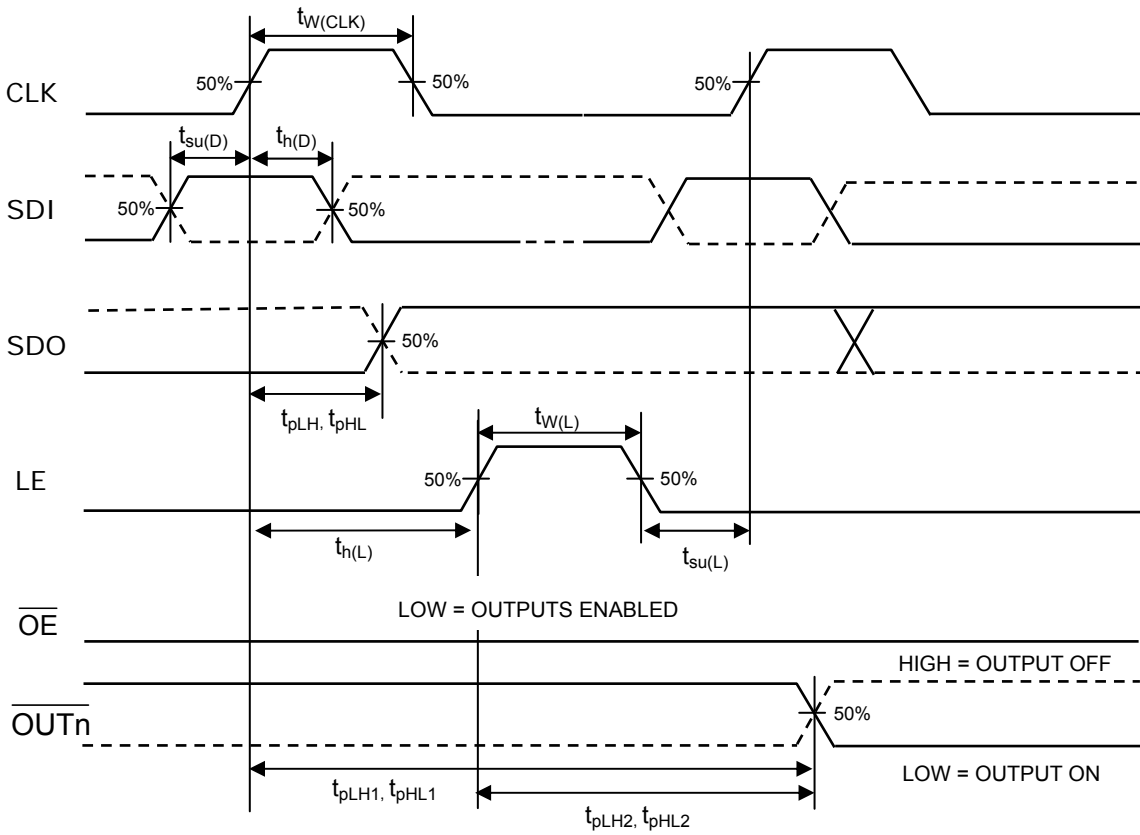 tW(CLK)
50%
50%
50%
CLK
tsu(D)
th(D)
50%
50%
SDI
50%
SDO
tpLH, tpHL
tW(L)
50%
50%
LE
th(L)
tsu(L)
LOW = OUTPUTS ENABLED
OE
HIGH = OUTPUT OFF
50%
OUTn
LOW = OUTPUT ON
tpLH1, tpHL1
tpLH2, tpHL2